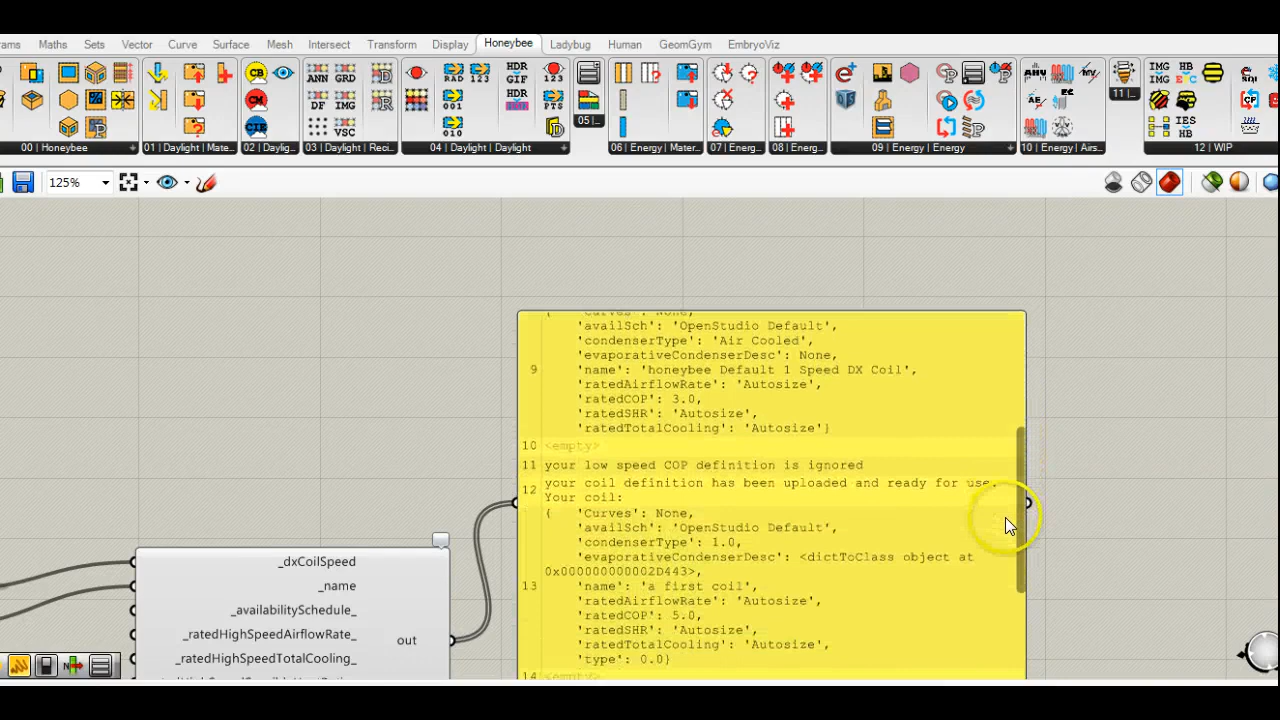 rams Maths Sets Vector Curve Surface Mesh Intersect Transform Display Honeybee Ladybug Human GeomGym EmbryoViz
00 | Honeybee 01 | Daylight | Mate... 02 | Daylig... 03 | Daylight | Reci... 04 | Daylight | Daylight 05 |... 06 | Energy | Mater... 07 | Energ... 08 | Energ... 09 | Energy | Energy 10 | Energy | Airs... 11 |... 12 | WIP
125%
{ 'Curves': None,
'availSch': 'OpenStudio Default',
'condenserType': 'Air Cooled',
'evaporativeCondenserDesc': None,
9 'name': 'honeybee Default 1 Speed DX Coil',
'ratedAirflowRate': 'Autosize',
'ratedCOP': 3.0,
'ratedSHR': 'Autosize',
'ratedTotalCooling': 'Autosize'}
10 <empty>
11 your low speed COP definition is ignored
12 your coil definition has been uploaded and ready for use.
Your coil:
{ 'Curves': None,
'availSch': 'OpenStudio Default',
'condenserType': 1.0,
'evaporativeCondenserDesc': <dictToClass object at
0x000000000002D443>,
13 'name': 'a first coil',
'ratedAirflowRate': 'Autosize',
'ratedCOP': 5.0,
'ratedSHR': 'Autosize',
'ratedTotalCooling': 'Autosize',
'type': 0.0}
14 <empty>
_dxCoilSpeed
_name
_availabilitySchedule_
_ratedHighSpeedAirflowRate_
out
_ratedHighSpeedTotalCooling_